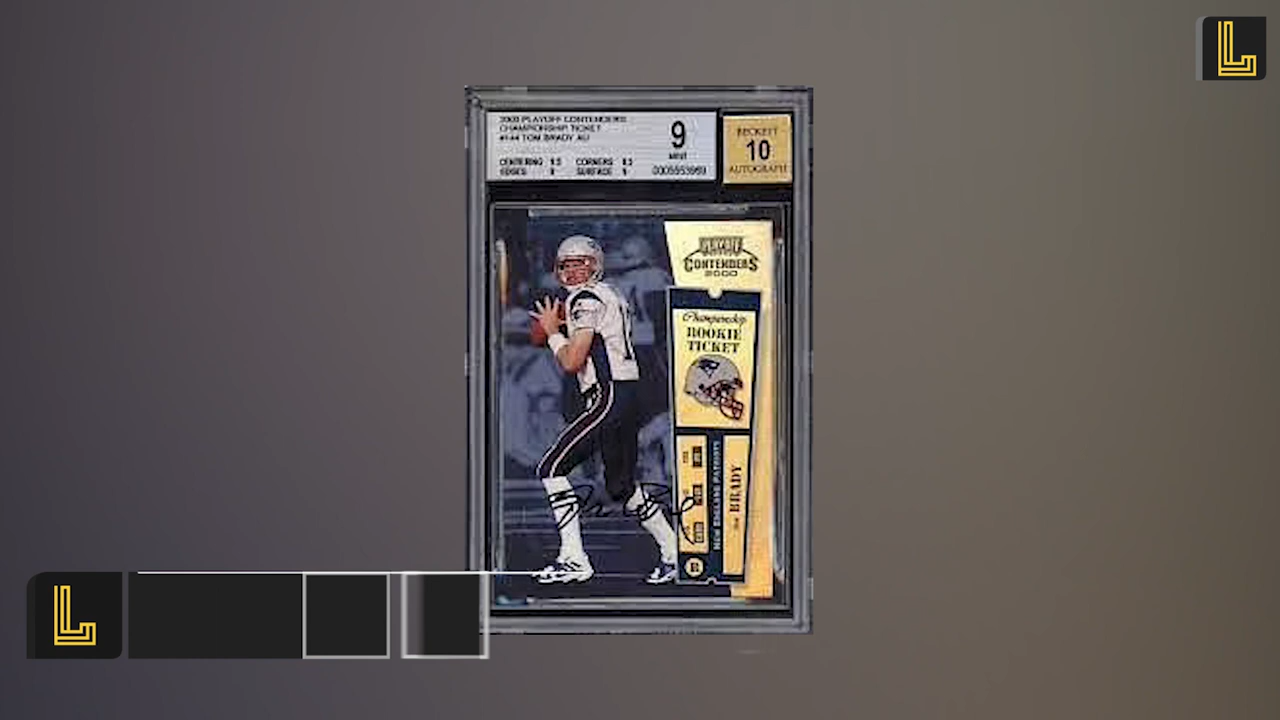 2000 PLAYOFF CONTENDERS
CHAMPIONSHIP TICKET
#144 TOM BRADY AU
CENTERING 9.5 CORNERS 9.5
EDGES 9 SURFACE 9
9
MINT
0005553969
BECKETT
10
AUTOGRAPH
PLAYOFF
CONTENDERS
2000
Championship
ROOKIE
TICKET
NEW ENGLAND PATRIOTS
BRADY
R
L
L